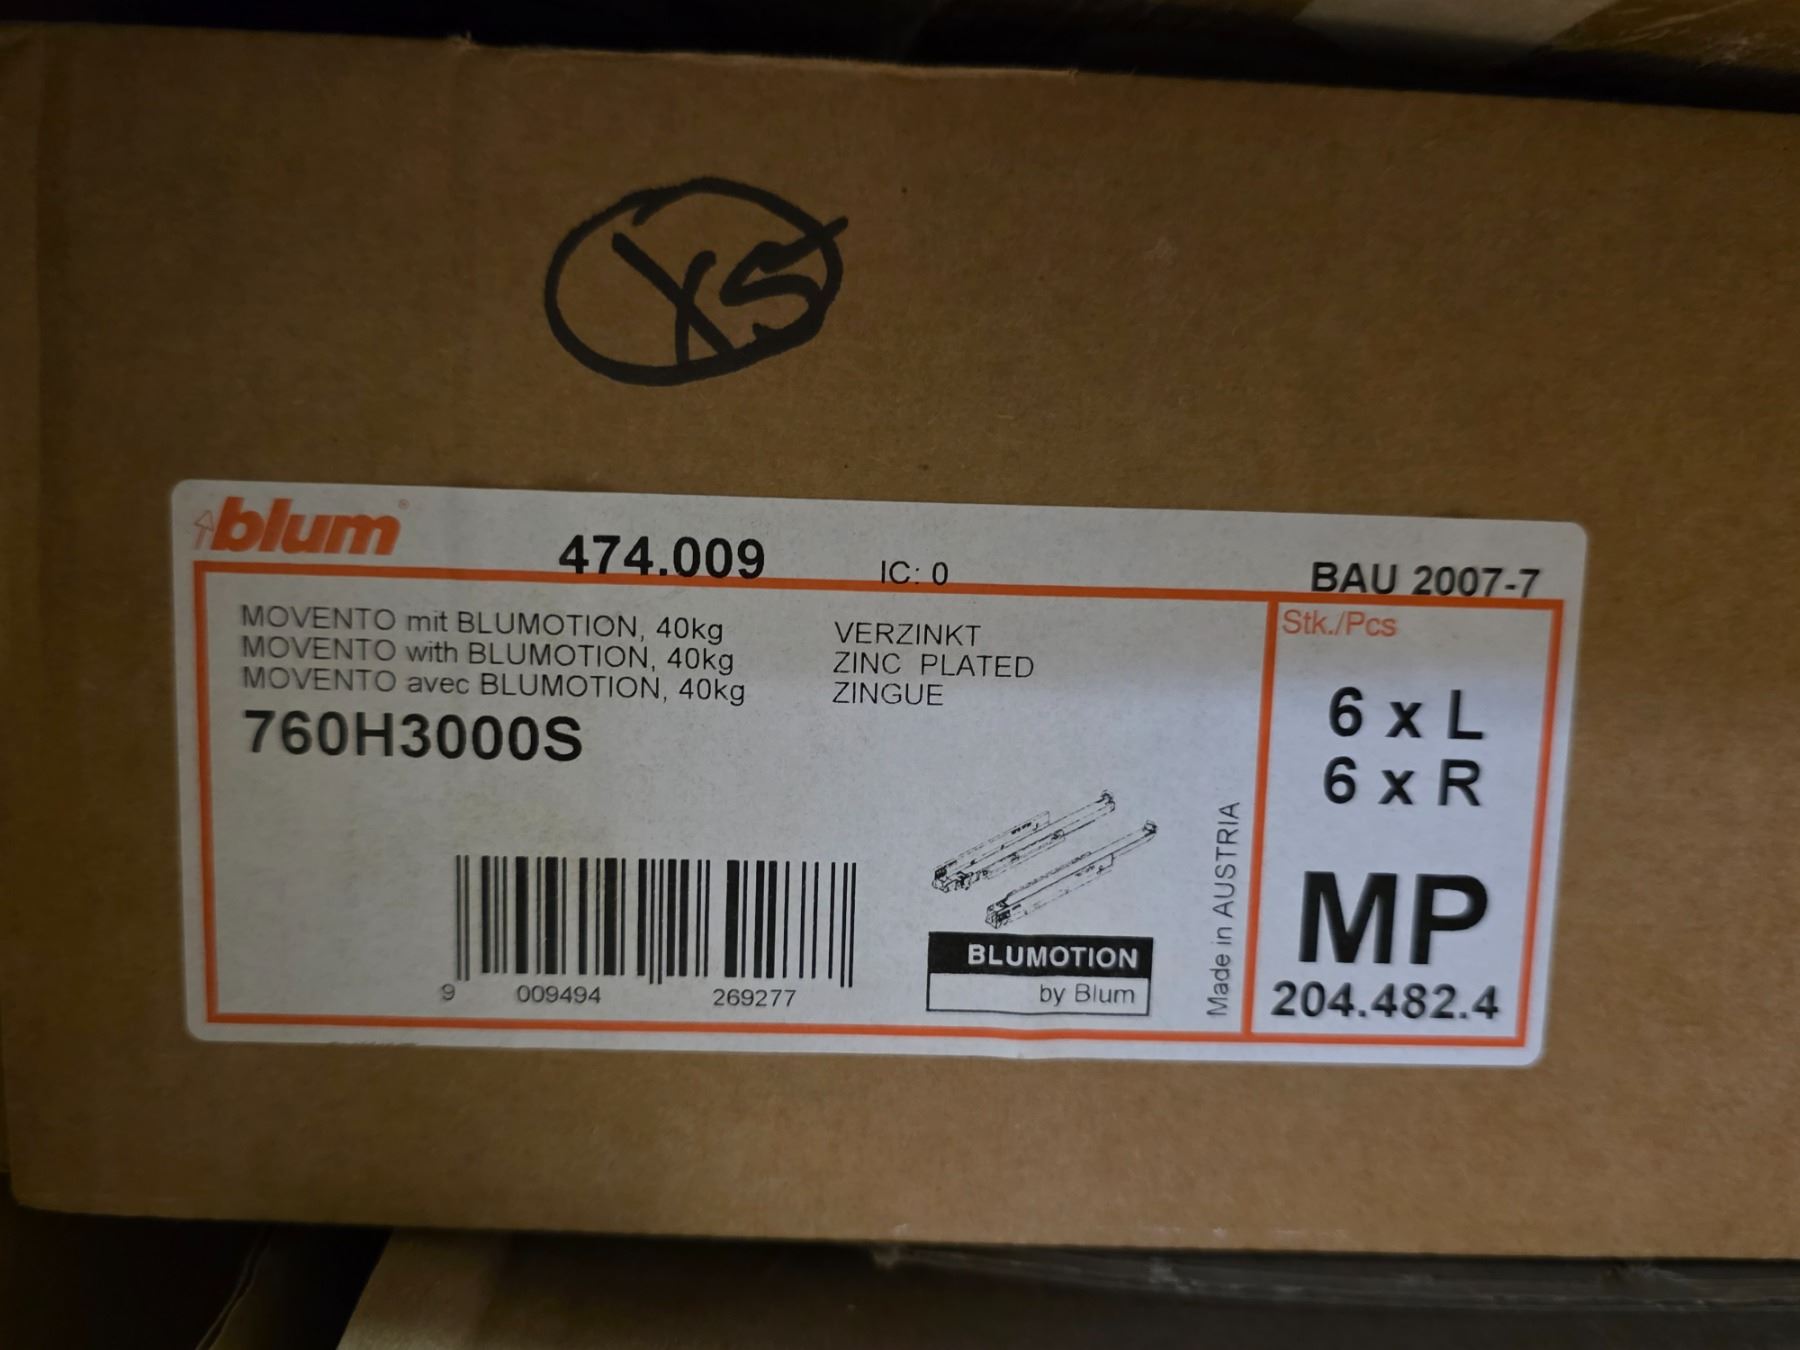 XS
blum®
474.009 IC: 0 BAU 2007-7
MOVENTO mit BLUMOTION, 40kg VERZINKT
MOVENTO with BLUMOTION, 40kg ZINC PLATED
MOVENTO avec BLUMOTION, 40kg ZINGUE
760H3000S
Stk./Pcs
6 x L
6 x R
MP
204.482.4
9 009494 269277
BLUMOTION
by Blum
Made in AUSTRIA